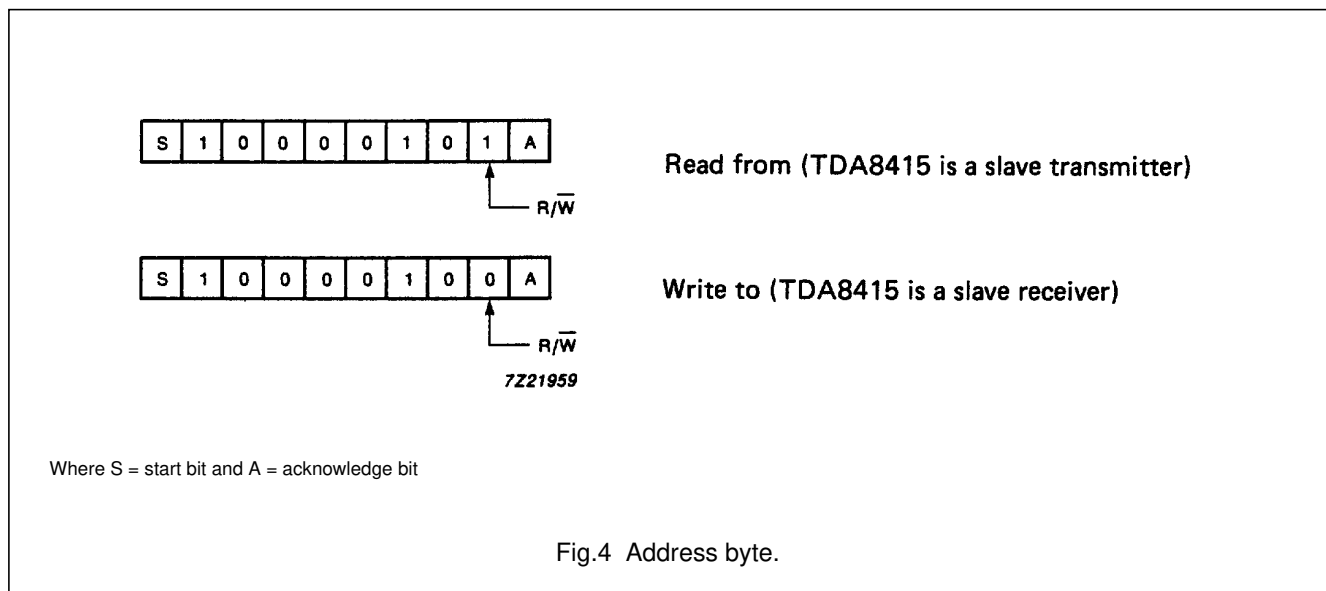 S 1 0 0 0 0 1 0 1 A
Read from (TDA8415 is a slave transmitter)
R/W̅
S 1 0 0 0 0 1 0 0 A
Write to (TDA8415 is a slave receiver)
R/W̅
7Z21959
Where S = start bit and A = acknowledge bit
Fig.4 Address byte.